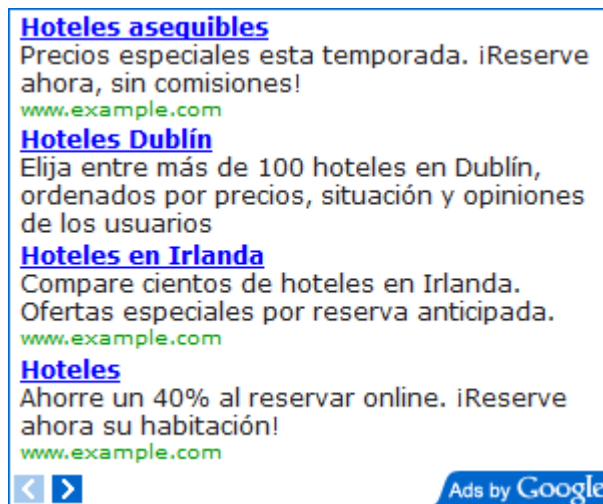 Hoteles asequibles
Precios especiales esta temporada. ¡Reserve
ahora, sin comisiones!
www.example.com
Hoteles Dublín
Elija entre más de 100 hoteles en Dublín,
ordenados por precios, situación y opiniones
de los usuarios
Hoteles en Irlanda
Compare cientos de hoteles en Irlanda.
Ofertas especiales por reserva anticipada.
www.example.com
Hoteles
Ahorre un 40% al reservar online. ¡Reserve
ahora su habitación!
www.example.com
Ads by Google